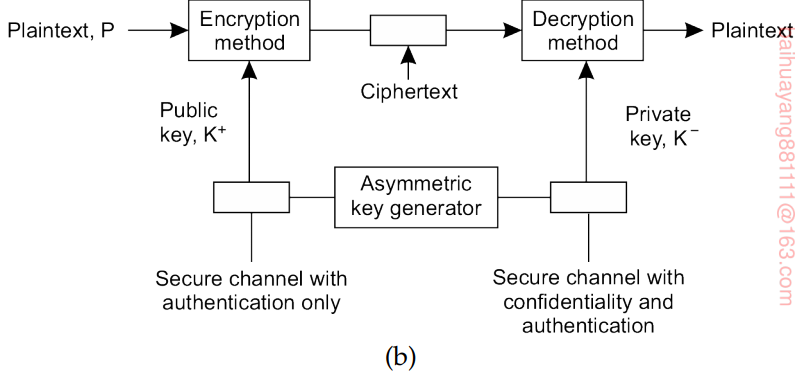 Plaintext, P
Encryption
method
Decryption
method
Plaintext
Ciphertext
Public
key, K+
Private
key, K−
Asymmetric
key generator
Secure channel with
authentication only
Secure channel with
confidentiality and
authentication
(b)
aihuayang881111@163.com